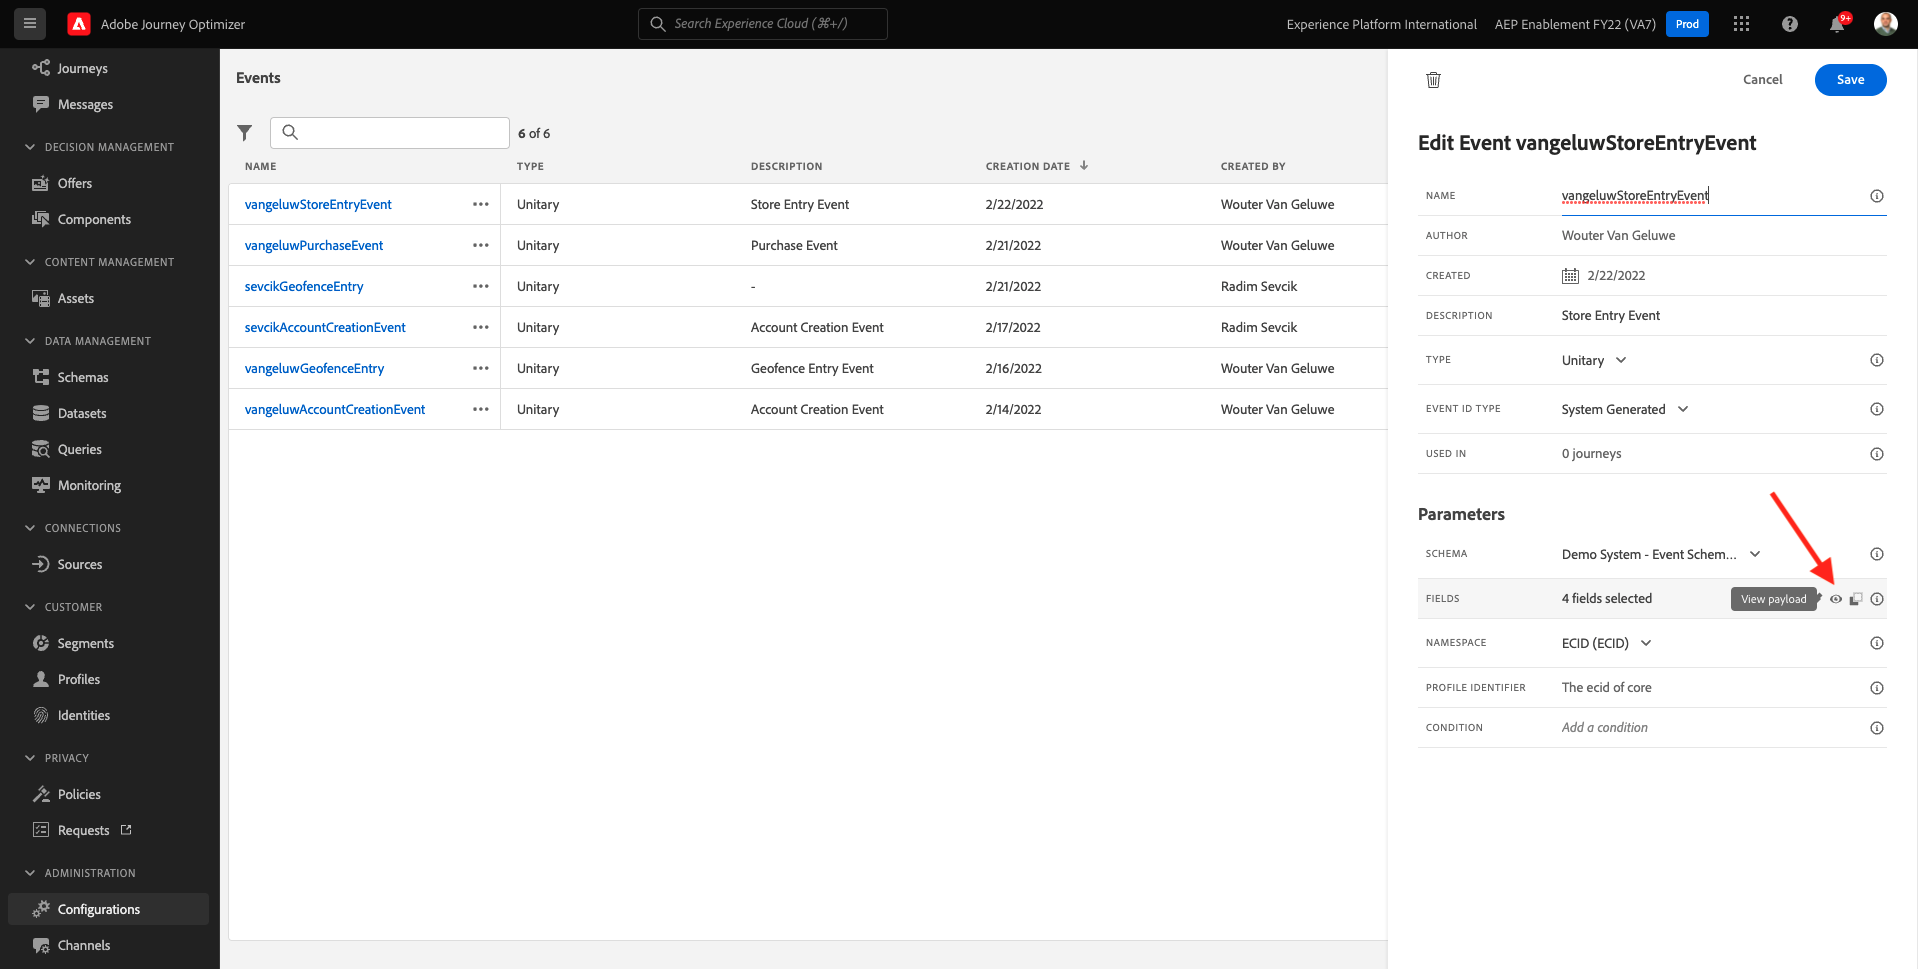 Adobe Journey Optimizer
Search Experience Cloud (⌘+/)
Experience Platform International
AEP Enablement FY22 (VA7)
Prod
9+
Journeys
Messages
DECISION MANAGEMENT
Offers
Components
CONTENT MANAGEMENT
Assets
DATA MANAGEMENT
Schemas
Datasets
Queries
Monitoring
CONNECTIONS
Sources
CUSTOMER
Segments
Profiles
Identities
PRIVACY
Policies
Requests
ADMINISTRATION
Configurations
Channels
Events
6 of 6
NAME TYPE DESCRIPTION CREATION DATE CREATED BY
vangeluwStoreEntryEvent ••• Unitary Store Entry Event 2/22/2022 Wouter Van Geluwe
vangeluwPurchaseEvent ••• Unitary Purchase Event 2/21/2022 Wouter Van Geluwe
sevcikGeofenceEntry ••• Unitary - 2/21/2022 Radim Sevcik
sevcikAccountCreationEvent ••• Unitary Account Creation Event 2/17/2022 Radim Sevcik
vangeluwGeofenceEntry ••• Unitary Geofence Entry Event 2/16/2022 Wouter Van Geluwe
vangeluwAccountCreationEvent ••• Unitary Account Creation Event 2/14/2022 Wouter Van Geluwe
Cancel
Save
Edit Event vangeluwStoreEntryEvent
NAME vangeluwStoreEntryEvent
AUTHOR Wouter Van Geluwe
CREATED 2/22/2022
DESCRIPTION Store Entry Event
TYPE Unitary
EVENT ID TYPE System Generated
USED IN 0 journeys
Parameters
SCHEMA Demo System - Event Schem...
FIELDS 4 fields selected View payload
NAMESPACE ECID (ECID)
PROFILE IDENTIFIER The ecid of core
CONDITION Add a condition